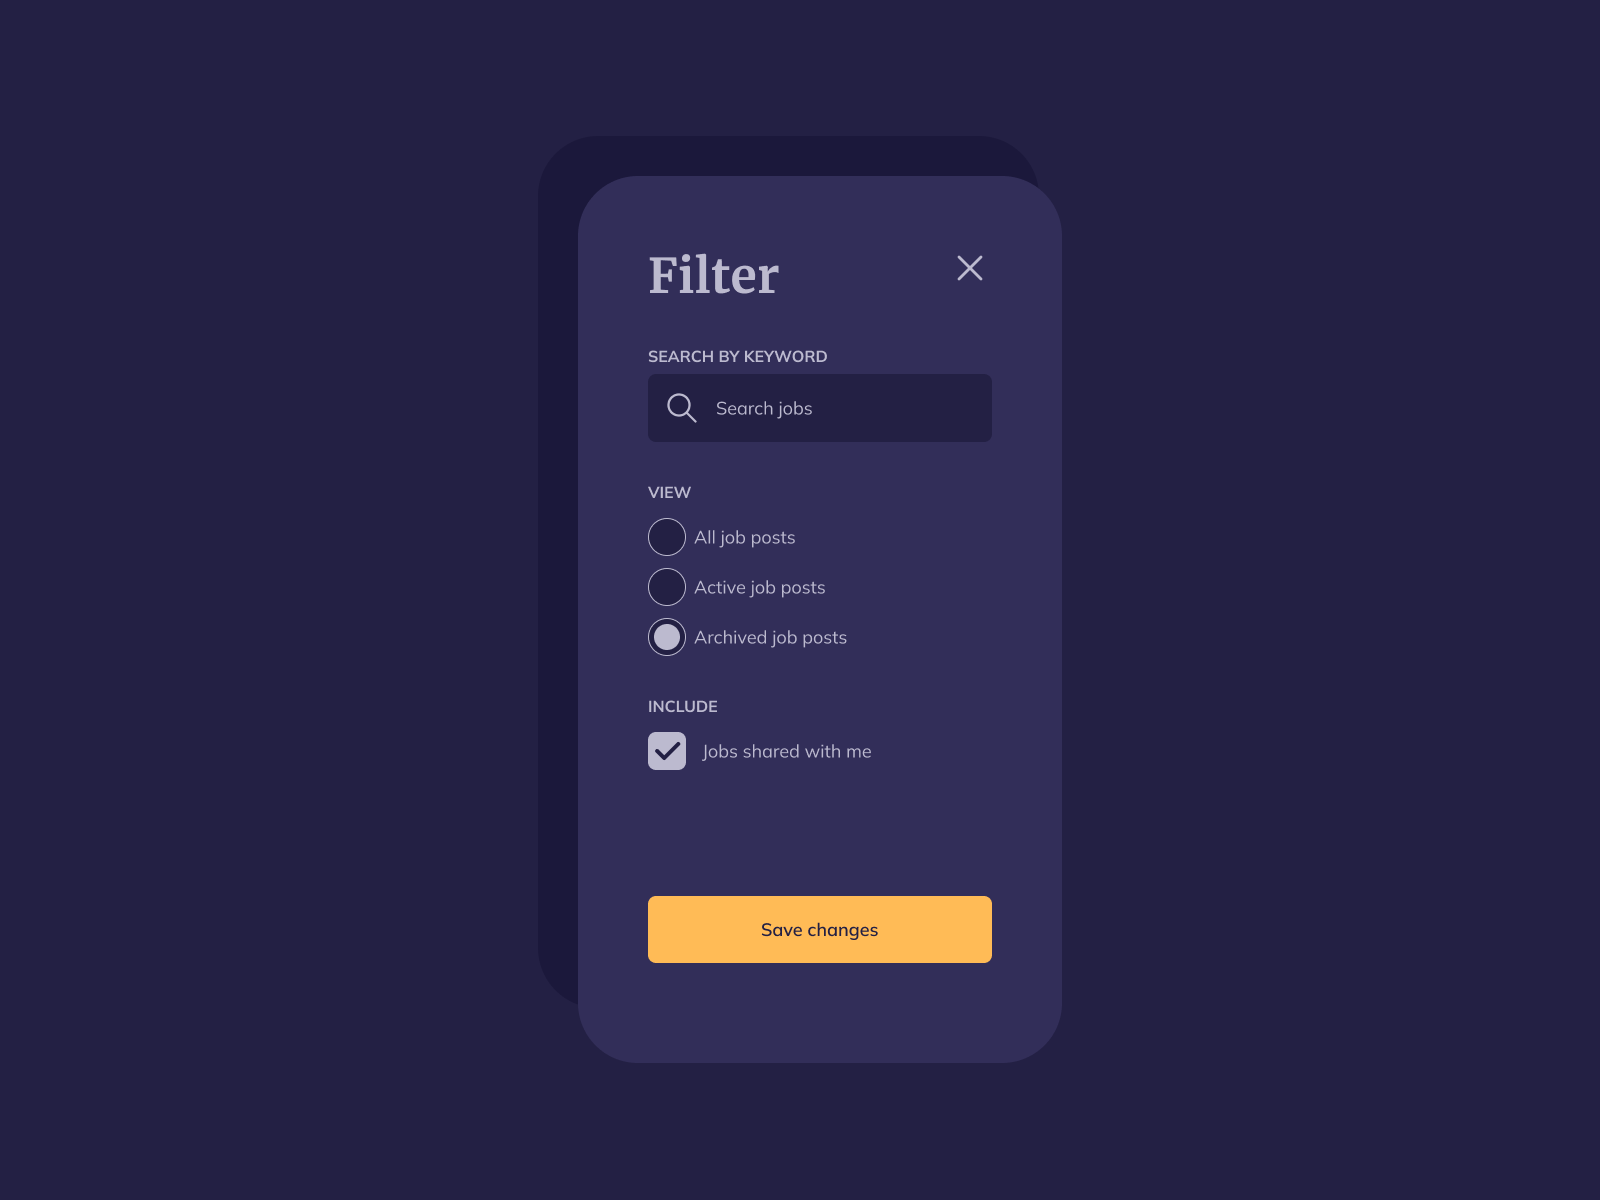 Filter
SEARCH BY KEYWORD
Search jobs
VIEW
All job posts
Active job posts
Archived job posts
INCLUDE
Jobs shared with me
Save changes